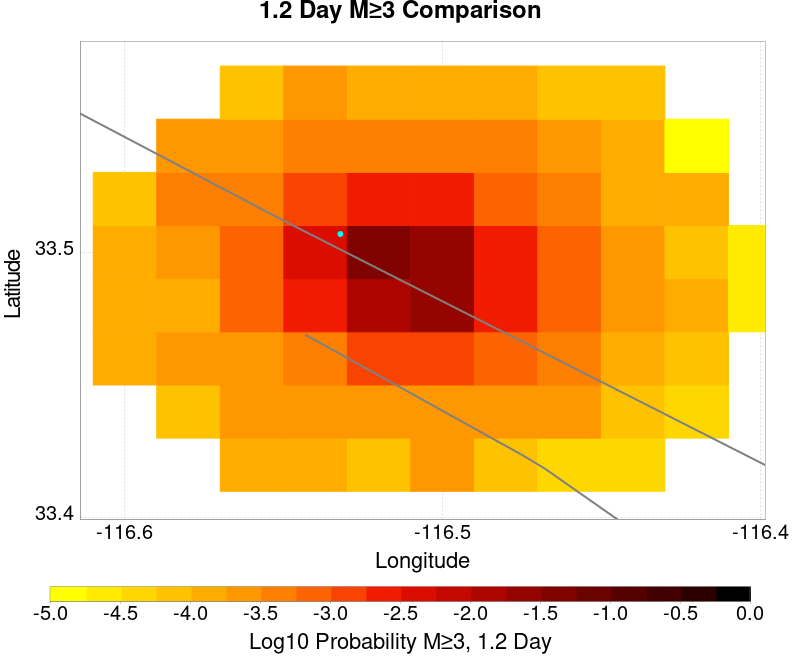 1.2 Day M≥3 Comparison
Latitude
33.5
33.4
-116.6 -116.5 -116.4
Longitude
-5.0 -4.5 -4.0 -3.5 -3.0 -2.5 -2.0 -1.5 -1.0 -0.5 0.0
Log10 Probability M≥3, 1.2 Day